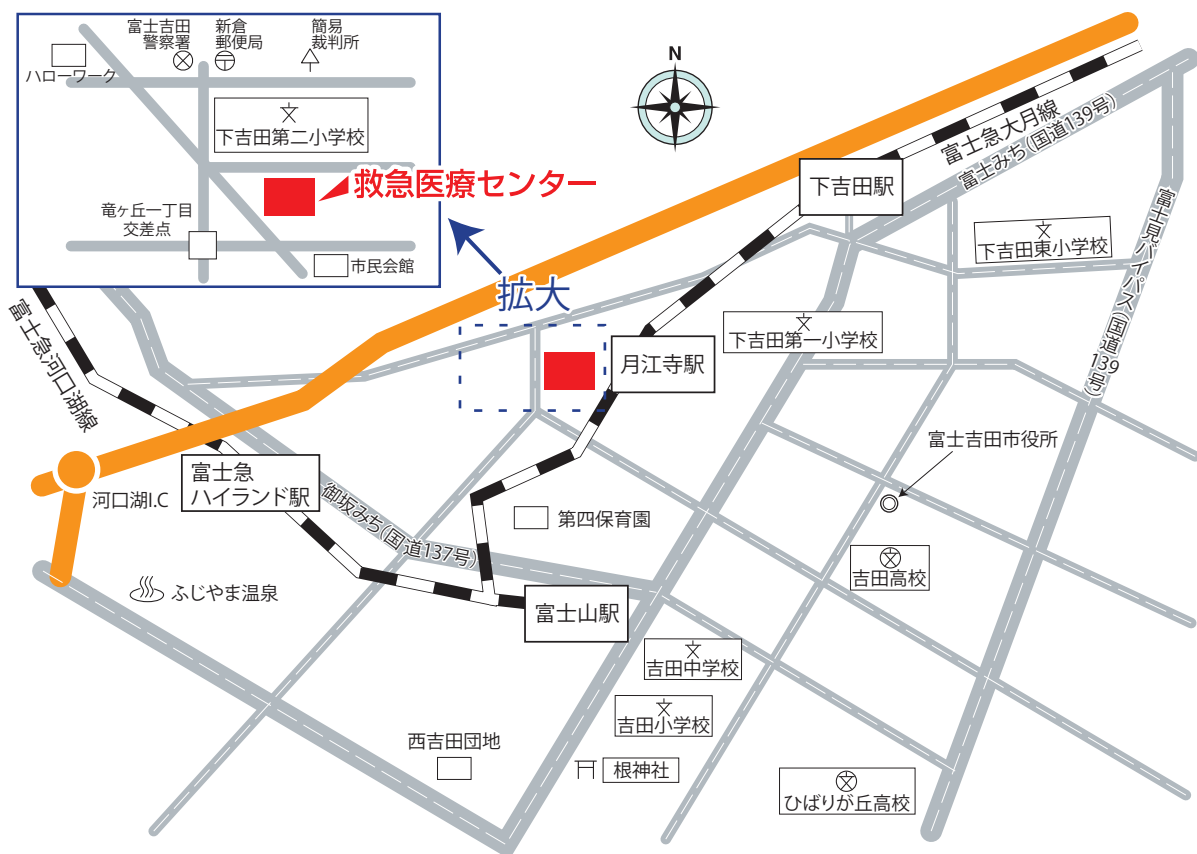 富士吉田
警察署
新倉
郵便局
簡易
裁判所
ハローワーク
下吉田第二小学校
救急医療センター
竜ヶ丘一丁目
交差点
市民会館
拡大
N
富士急大月線
富士みち(国道139号)
下吉田駅
下吉田東小学校
富士見バイパス(国道139号)
下吉田第一小学校
月江寺駅
富士急河口湖線
富士吉田市役所
富士急
ハイランド駅
河口湖I.C
御坂みち(国道137号)
第四保育園
吉田高校
ふじやま温泉
富士山駅
吉田中学校
吉田小学校
西吉田団地
根神社
ひばりが丘高校